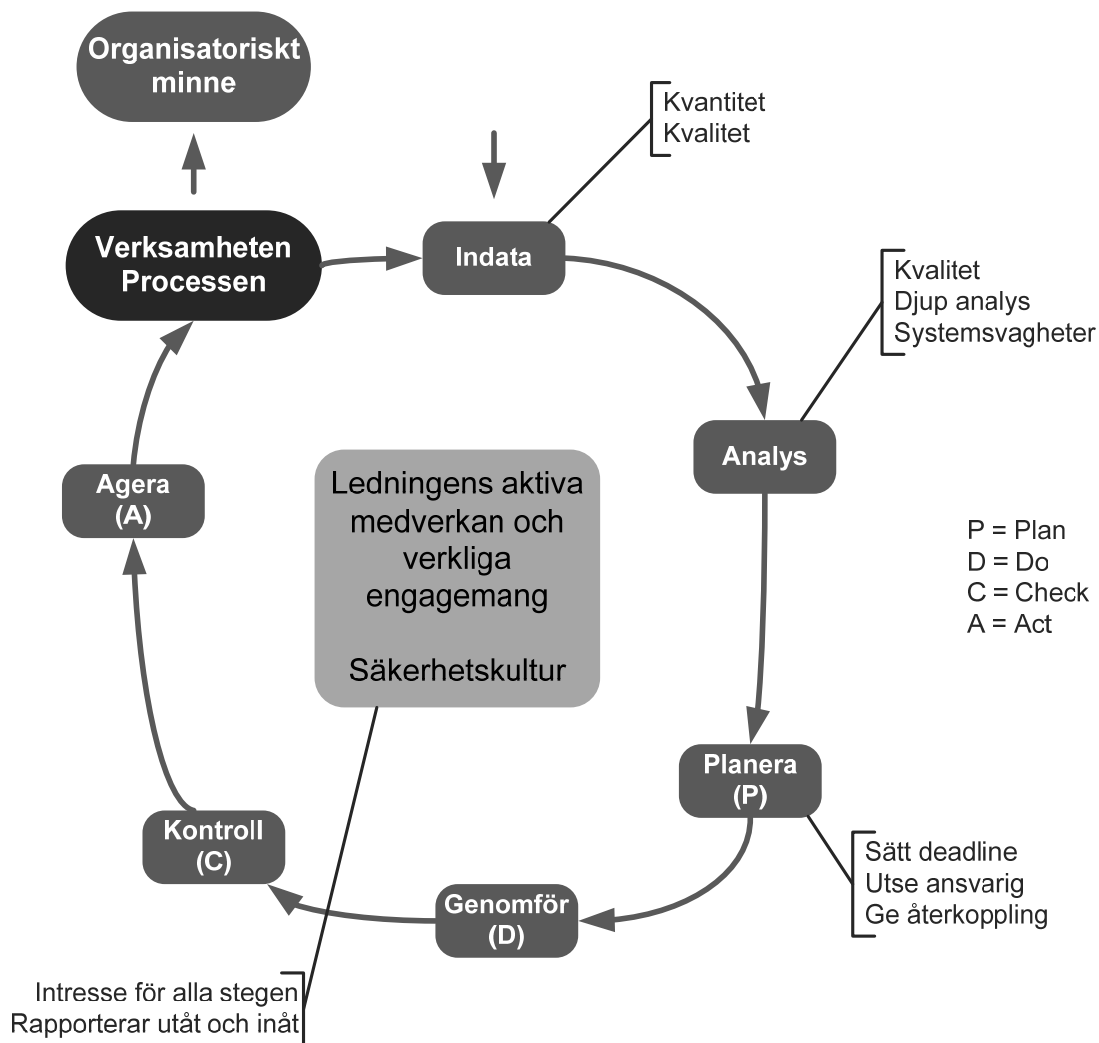 Organisatoriskt
minne
Kvantitet
Kvalitet
Verksamheten
Processen
Indata
Kvalitet
Djup analys
Systemsvagheter
Analys
Agera
(A)
Ledningens aktiva
medverkan och
verkliga
engagemang
Säkerhetskultur
P = Plan
D = Do
C = Check
A = Act
Planera
(P)
Kontroll
(C)
Sätt deadline
Utse ansvarig
Ge återkoppling
Genomför
(D)
Intresse för alla stegen
Rapporterar utåt och inåt